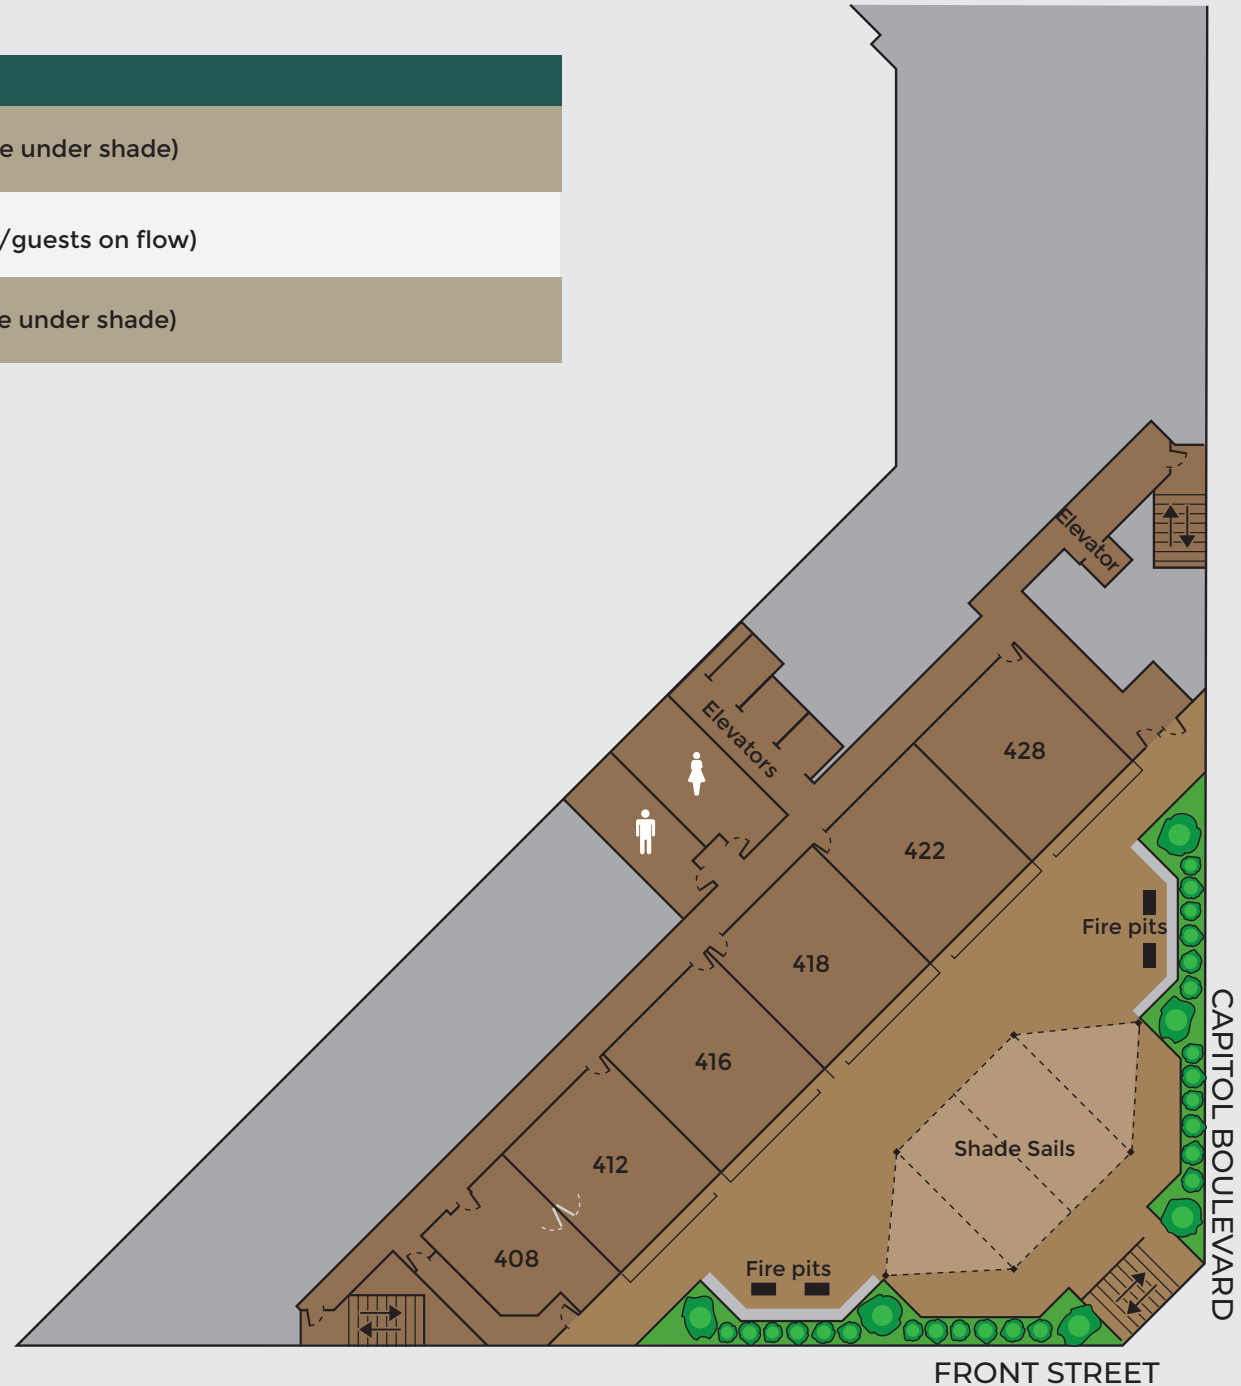 e under shade)
/guests on flow)
e under shade)
Elevator
Elevators
428
422
Fire pits
418
416
Shade Sails
412
408
Fire pits
CAPITOL BOULEVARD
FRONT STREET